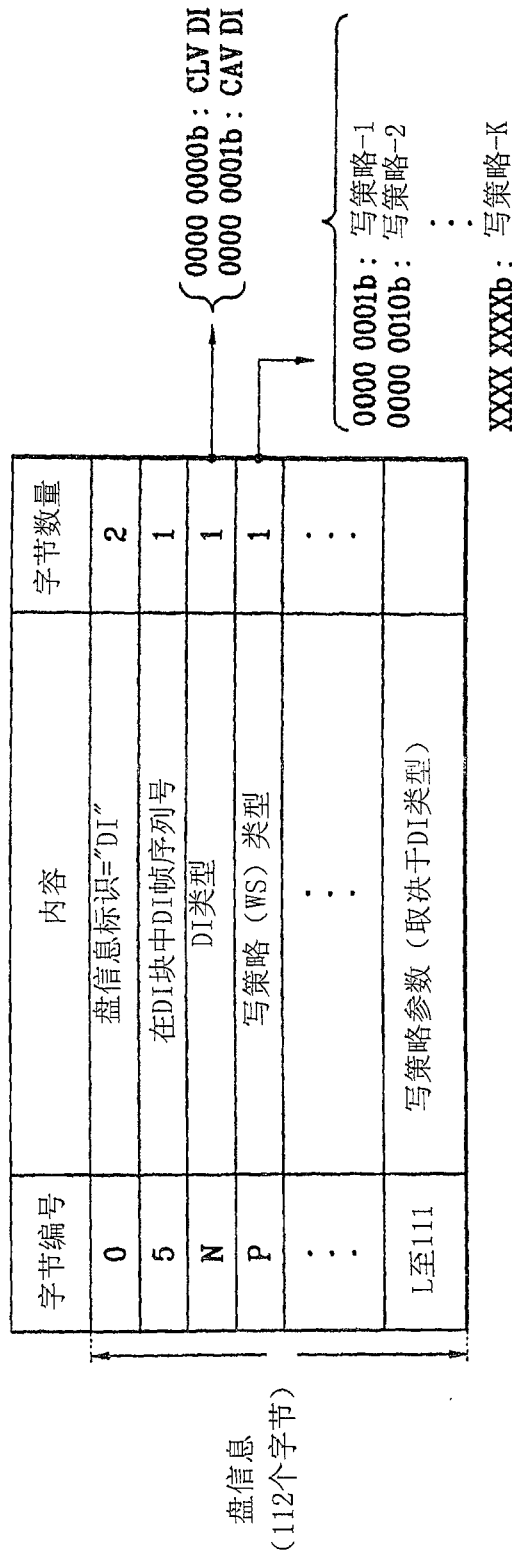 盘信息
(112个字节)
字节编号 内容 字节数量
0 盘信息标识="DI" 2
5 在DI块中DI帧序列号 1
N DI类型 1
P 写策略（WS）类型 1
··· ··· ···
L至111 写策略参数（取决于DI类型）
0000 0000b: CLV DI
0000 0001b: CAV DI
0000 0001b: 写策略-1
0000 0010b: 写策略-2
···
XXXX XXXXb: 写策略-K